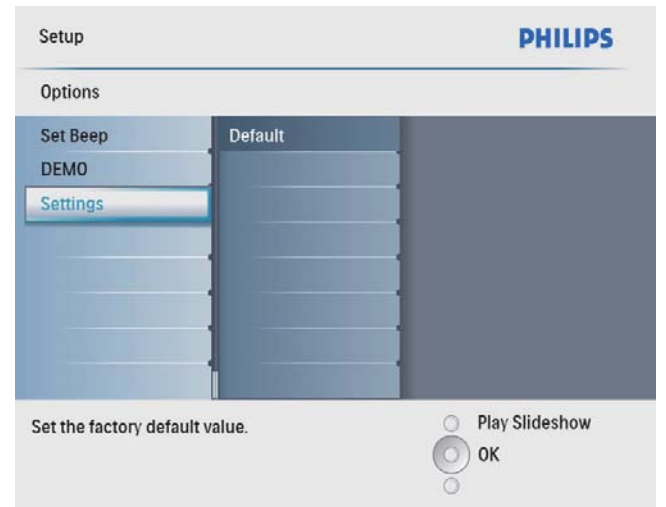 Setup
PHILIPS
Options
Set Beep
Default
DEMO
Settings
Set the factory default value.
Play Slideshow
OK